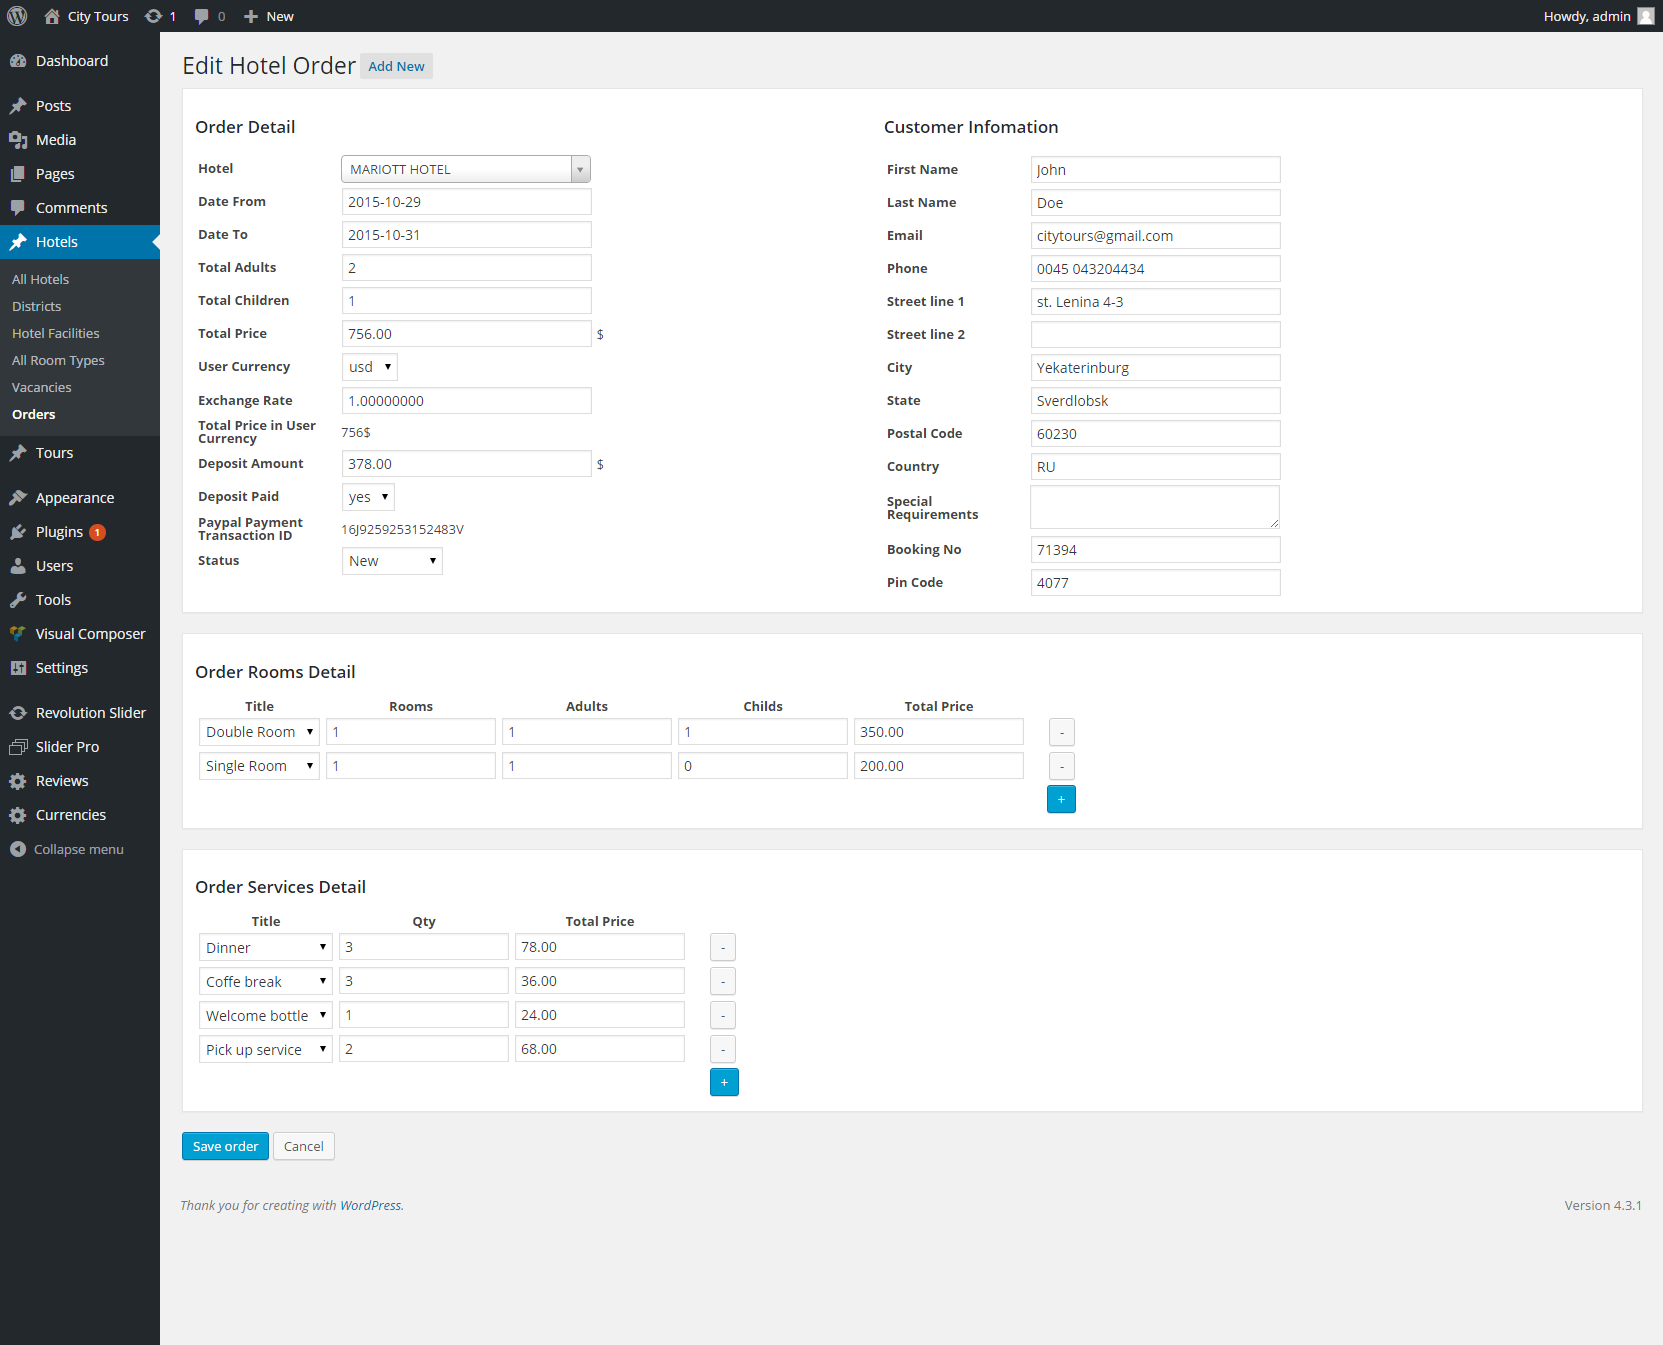 City Tours 1 0 New Howdy, admin
Dashboard
Posts
Media
Pages
Comments
Hotels
All Hotels
Districts
Hotel Facilities
All Room Types
Vacancies
Orders
Tours
Appearance
Plugins 1
Users
Tools
Visual Composer
Settings
Revolution Slider
Slider Pro
Reviews
Currencies
Collapse menu
Edit Hotel Order Add New
Order Detail
Hotel MARIOTT HOTEL
Date From 2015-10-29
Date To 2015-10-31
Total Adults 2
Total Children 1
Total Price 756.00 $
User Currency usd
Exchange Rate 1.00000000
Total Price in User
Currency 756$
Deposit Amount 378.00 $
Deposit Paid yes
Paypal Payment
Transaction ID 16J9259253152483V
Status New
Customer Infomation
First Name John
Last Name Doe
Email citytours@gmail.com
Phone 0045 043204434
Street line 1 st. Lenina 4-3
Street line 2
City Yekaterinburg
State Sverdlobsk
Postal Code 60230
Country RU
Special
Requirements
Booking No 71394
Pin Code 4077
Order Rooms Detail
Title Rooms Adults Childs Total Price
Double Room 1 1 1 350.00 -
Single Room 1 1 0 200.00 -
+
Order Services Detail
Title Qty Total Price
Dinner 3 78.00 -
Coffe break 3 36.00 -
Welcome bottle 1 24.00 -
Pick up service 2 68.00 -
+
Save order Cancel
Thank you for creating with WordPress. Version 4.3.1